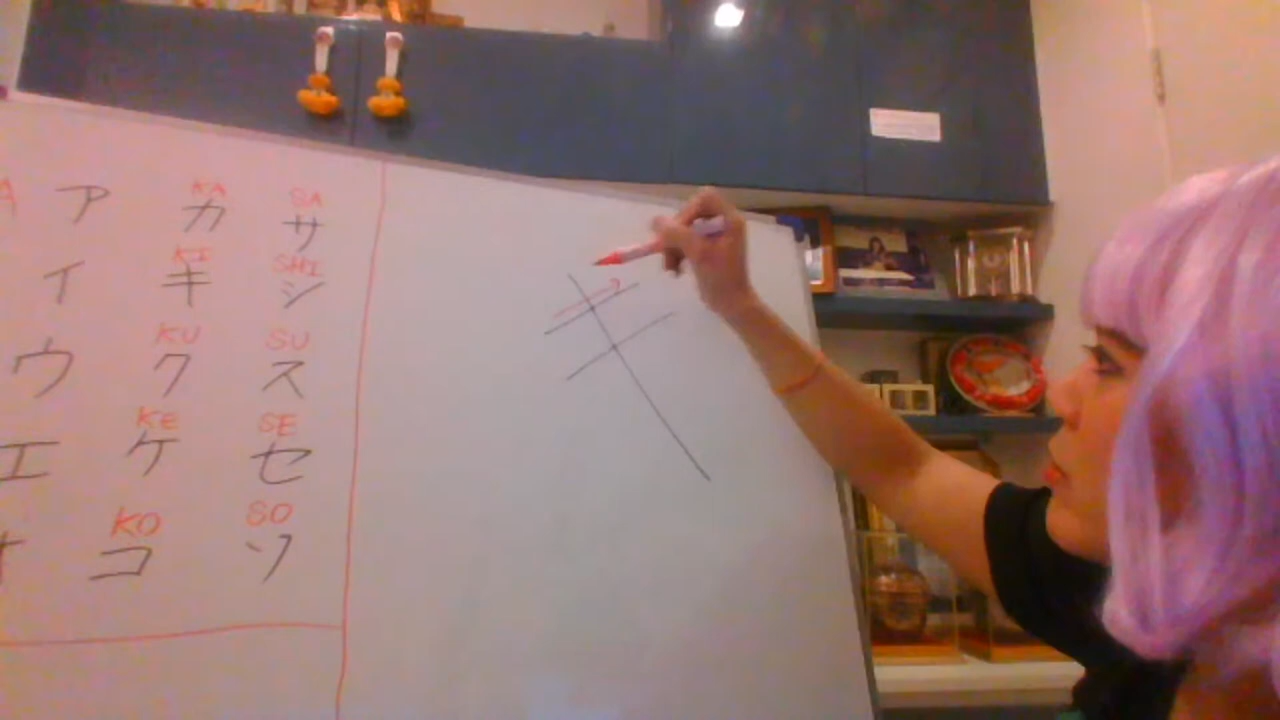 A KA SA
ア カ サ
KI SHI
イ キ シ
KU SU
ウ ク ス
KE SE
エ ケ セ
KO SO
コ ソ
キ